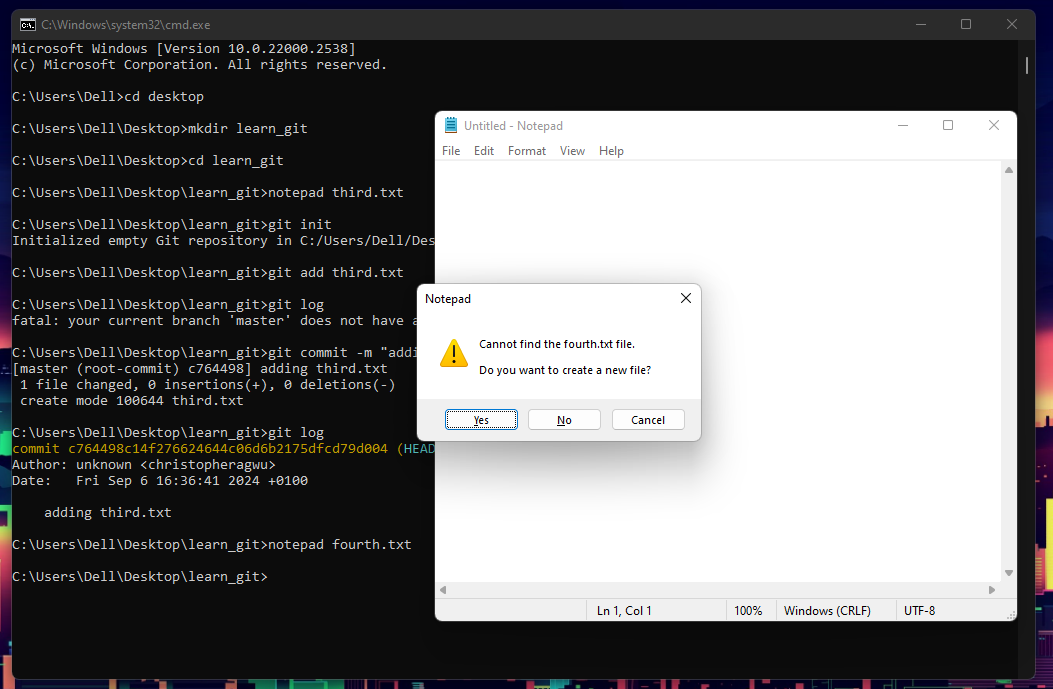 C:\Windows\system32\cmd.exe
Microsoft Windows [Version 10.0.22000.2538]
(c) Microsoft Corporation. All rights reserved.
C:\Users\Dell>cd desktop
C:\Users\Dell\Desktop>mkdir learn_git
C:\Users\Dell\Desktop>cd learn_git
C:\Users\Dell\Desktop\learn_git>notepad third.txt
C:\Users\Dell\Desktop\learn_git>git init
Initialized empty Git repository in C:/Users/Dell/Des
C:\Users\Dell\Desktop\learn_git>git add third.txt
C:\Users\Dell\Desktop\learn_git>git log
fatal: your current branch 'master' does not have a
C:\Users\Dell\Desktop\learn_git>git commit -m "addi
[master (root-commit) c764498] adding third.txt
1 file changed, 0 insertions(+), 0 deletions(-)
create mode 100644 third.txt
C:\Users\Dell\Desktop\learn_git>git log
commit c764498c14f276624644c06d6b2175dfcd79d004 (HEAD
Author: unknown <christopheragwu>
Date:   Fri Sep 6 16:36:41 2024 +0100
adding third.txt
C:\Users\Dell\Desktop\learn_git>notepad fourth.txt
C:\Users\Dell\Desktop\learn_git>
Untitled - Notepad
File Edit Format View Help
Notepad
Cannot find the fourth.txt file.
Do you want to create a new file?
Yes No Cancel
Ln 1, Col 1 100% Windows (CRLF) UTF-8